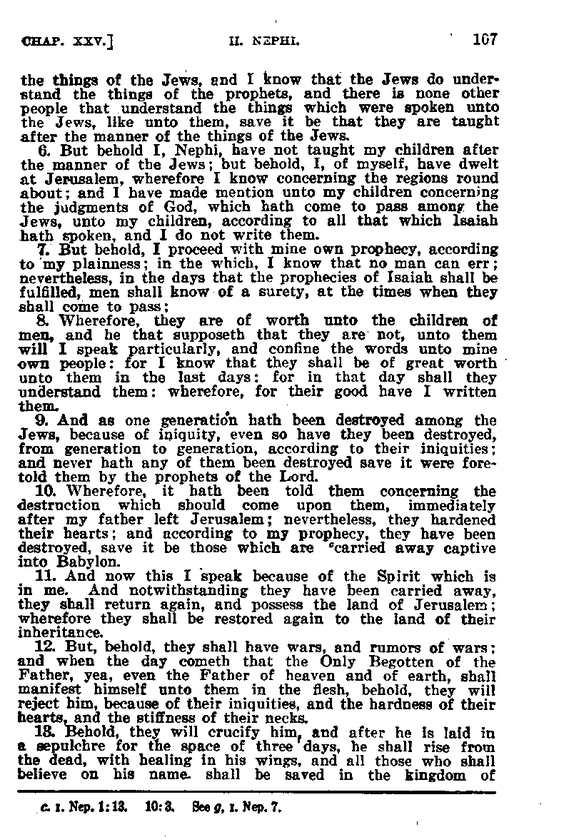 CHAP. XXV.] II. NEPHI. 107
the things of the Jews, and I know that the Jews do under-
stand the things of the prophets, and there is none other
people that understand the things which were spoken unto
the Jews, like unto them, save it be that they are taught
after the manner of the things of the Jews.
6. But behold I, Nephi, have not taught my children after
the manner of the Jews; but behold, I, of myself, have dwelt
at Jerusalem, wherefore I know concerning the regions round
about; and I have made mention unto my children concerning
the judgments of God, which hath come to pass among the
Jews, unto my children, according to all that which Isaiah
hath spoken, and I do not write them.
7. But behold, I proceed with mine own prophecy, according
to my plainness; in the which, I know that no man can err;
nevertheless, in the days that the prophecies of Isaiah shall be
fulfilled, men shall know of a surety, at the times when they
shall come to pass;
8. Wherefore, they are of worth unto the children of
men, and he that supposeth that they are not, unto them
will I speak particularly, and confine the words unto mine
own people: for I know that they shall be of great worth
unto them in the last days: for in that day shall they
understand them: wherefore, for their good have I written
them.
9. And as one generation hath been destroyed among the
Jews, because of iniquity, even so have they been destroyed,
from generation to generation, according to their iniquities;
and never hath any of them been destroyed save it were fore-
told them by the prophets of the Lord.
10. Wherefore, it hath been told them concerning the
destruction which should come upon them, immediately
after my father left Jerusalem; nevertheless, they hardened
their hearts; and according to my prophecy, they have been
destroyed, save it be those which are ᶜcarried away captive
into Babylon.
11. And now this I speak because of the Spirit which is
in me. And notwithstanding they have been carried away,
they shall return again, and possess the land of Jerusalem;
wherefore they shall be restored again to the land of their
inheritance.
12. But, behold, they shall have wars, and rumors of wars;
and when the day cometh that the Only Begotten of the
Father, yea, even the Father of heaven and of earth, shall
manifest himself unto them in the flesh, behold, they will
reject him, because of their iniquities, and the hardness of their
hearts, and the stiffness of their necks.
13. Behold, they will crucify him, and after he is laid in
a sepulchre for the space of three days, he shall rise from
the dead, with healing in his wings, and all those who shall
believe on his name. shall be saved in the kingdom of
c. I. Nep. 1:13. 10:3. See g, I. Nep. 7.